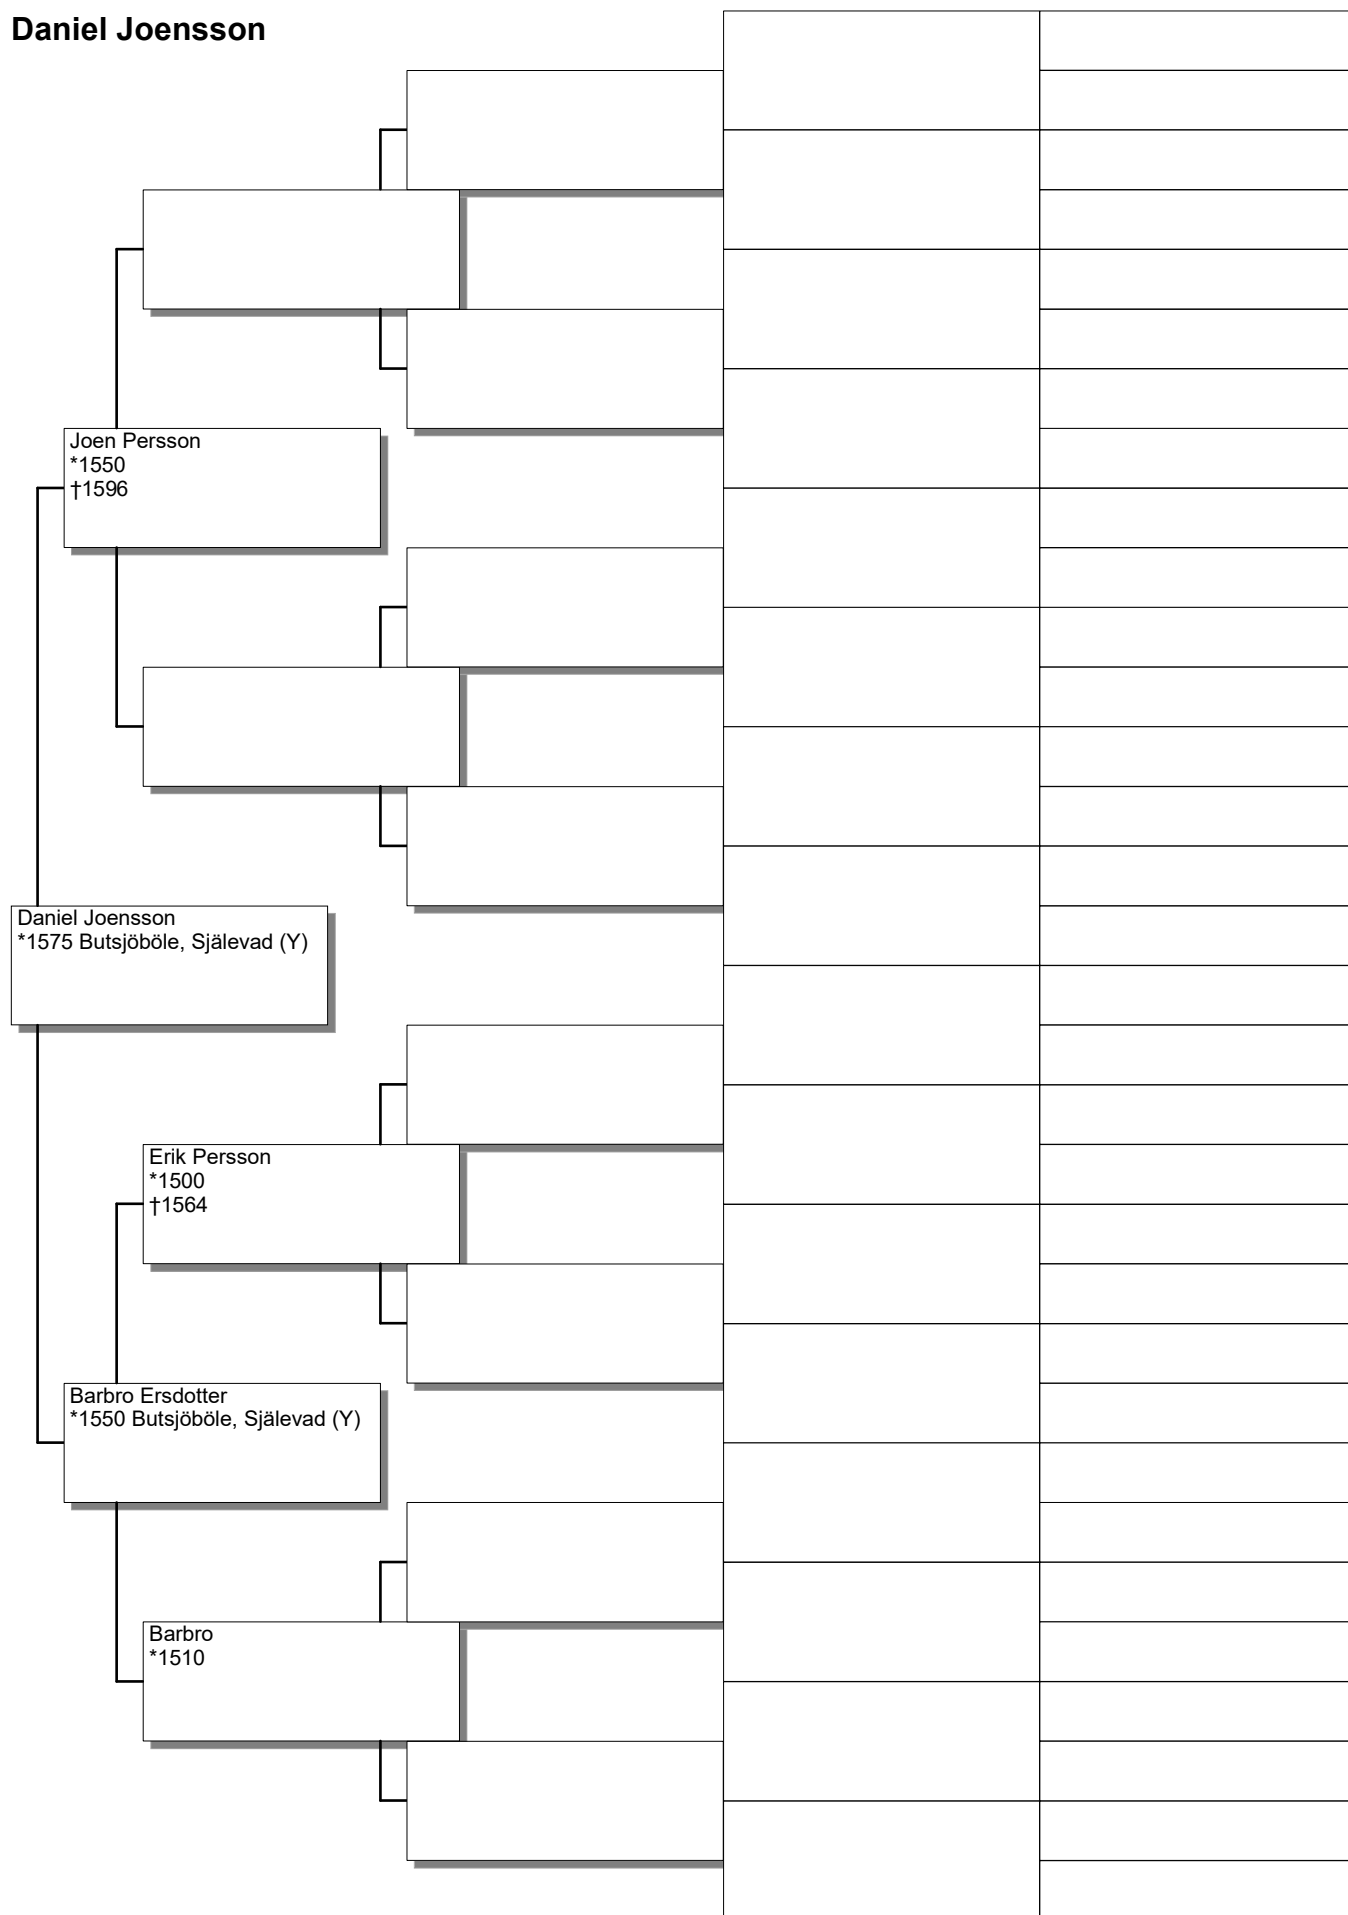 Daniel Joensson
Joen Persson
*1550
†1596
Daniel Joensson
*1575 Butsjöböle, Själevad (Y)
Erik Persson
*1500
†1564
Barbro Ersdotter
*1550 Butsjöböle, Själevad (Y)
Barbro
*1510